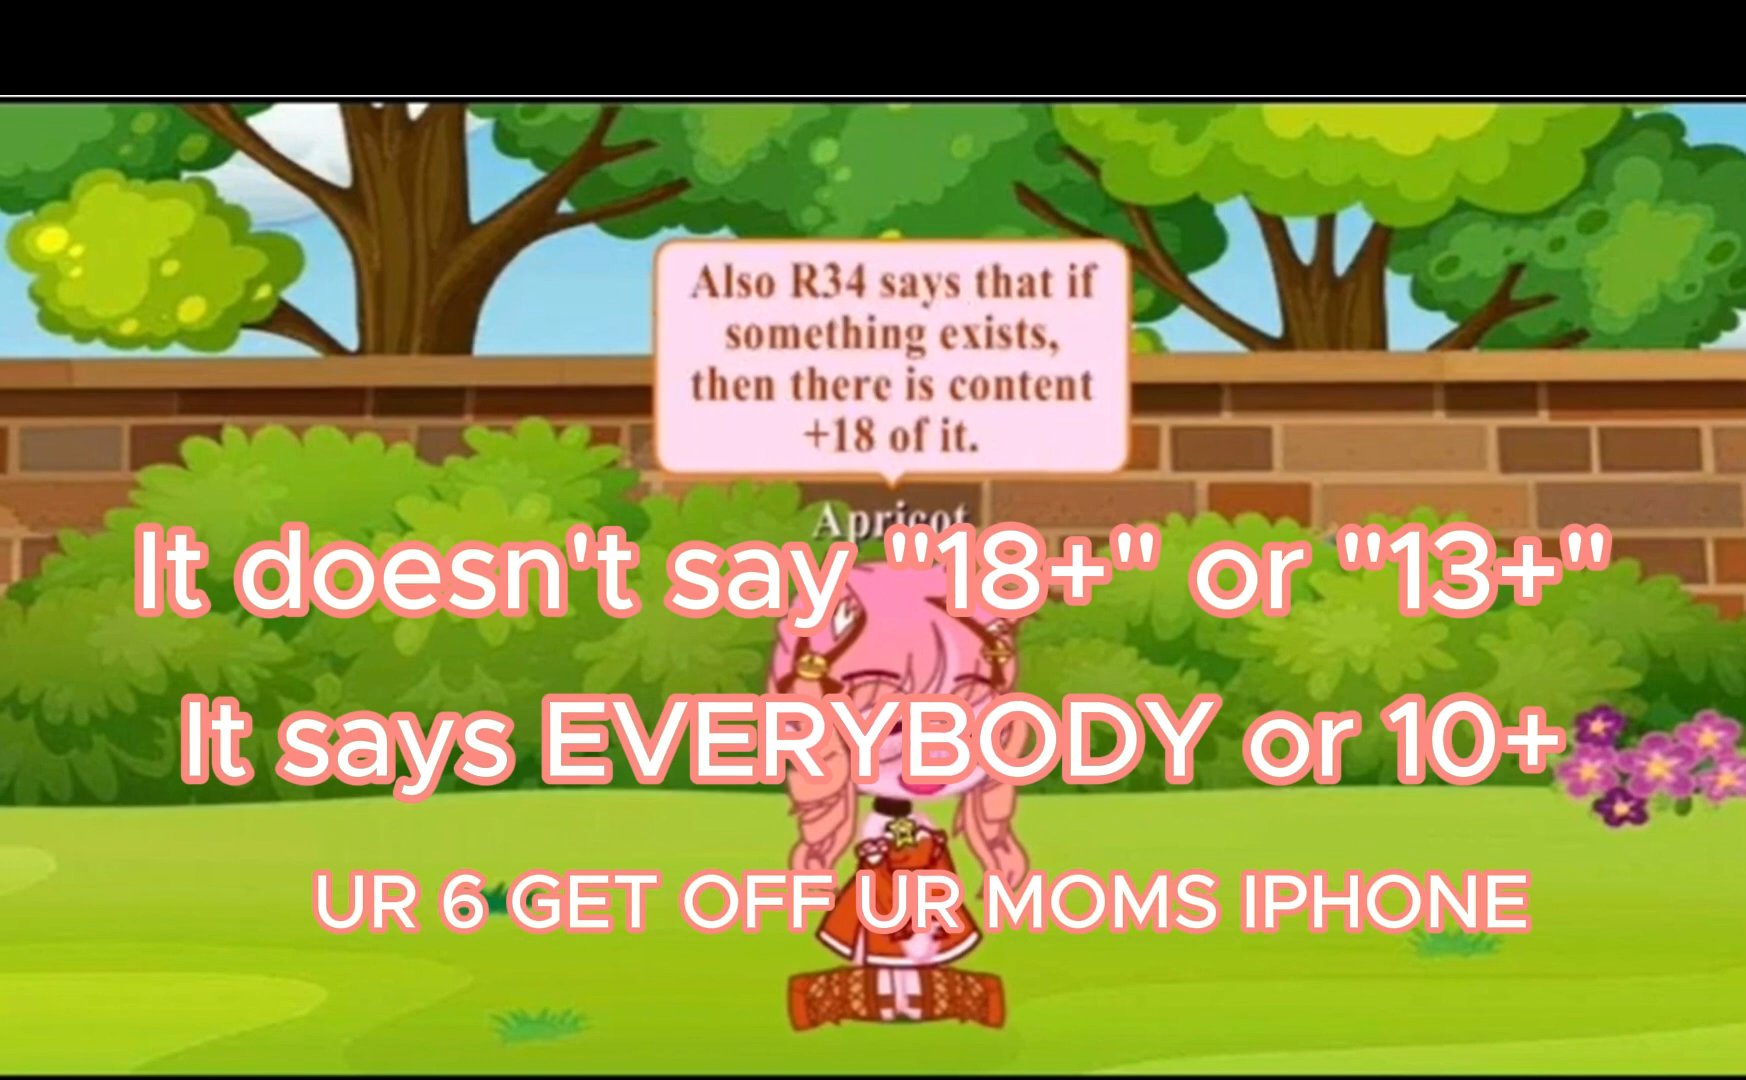 Also R34 says that if
something exists,
then there is content
+18 of it.
Apricot
It doesn't say "18+" or "13+"
It says EVERYBODY or 10+
UR 6 GET OFF UR MOMS IPHONE